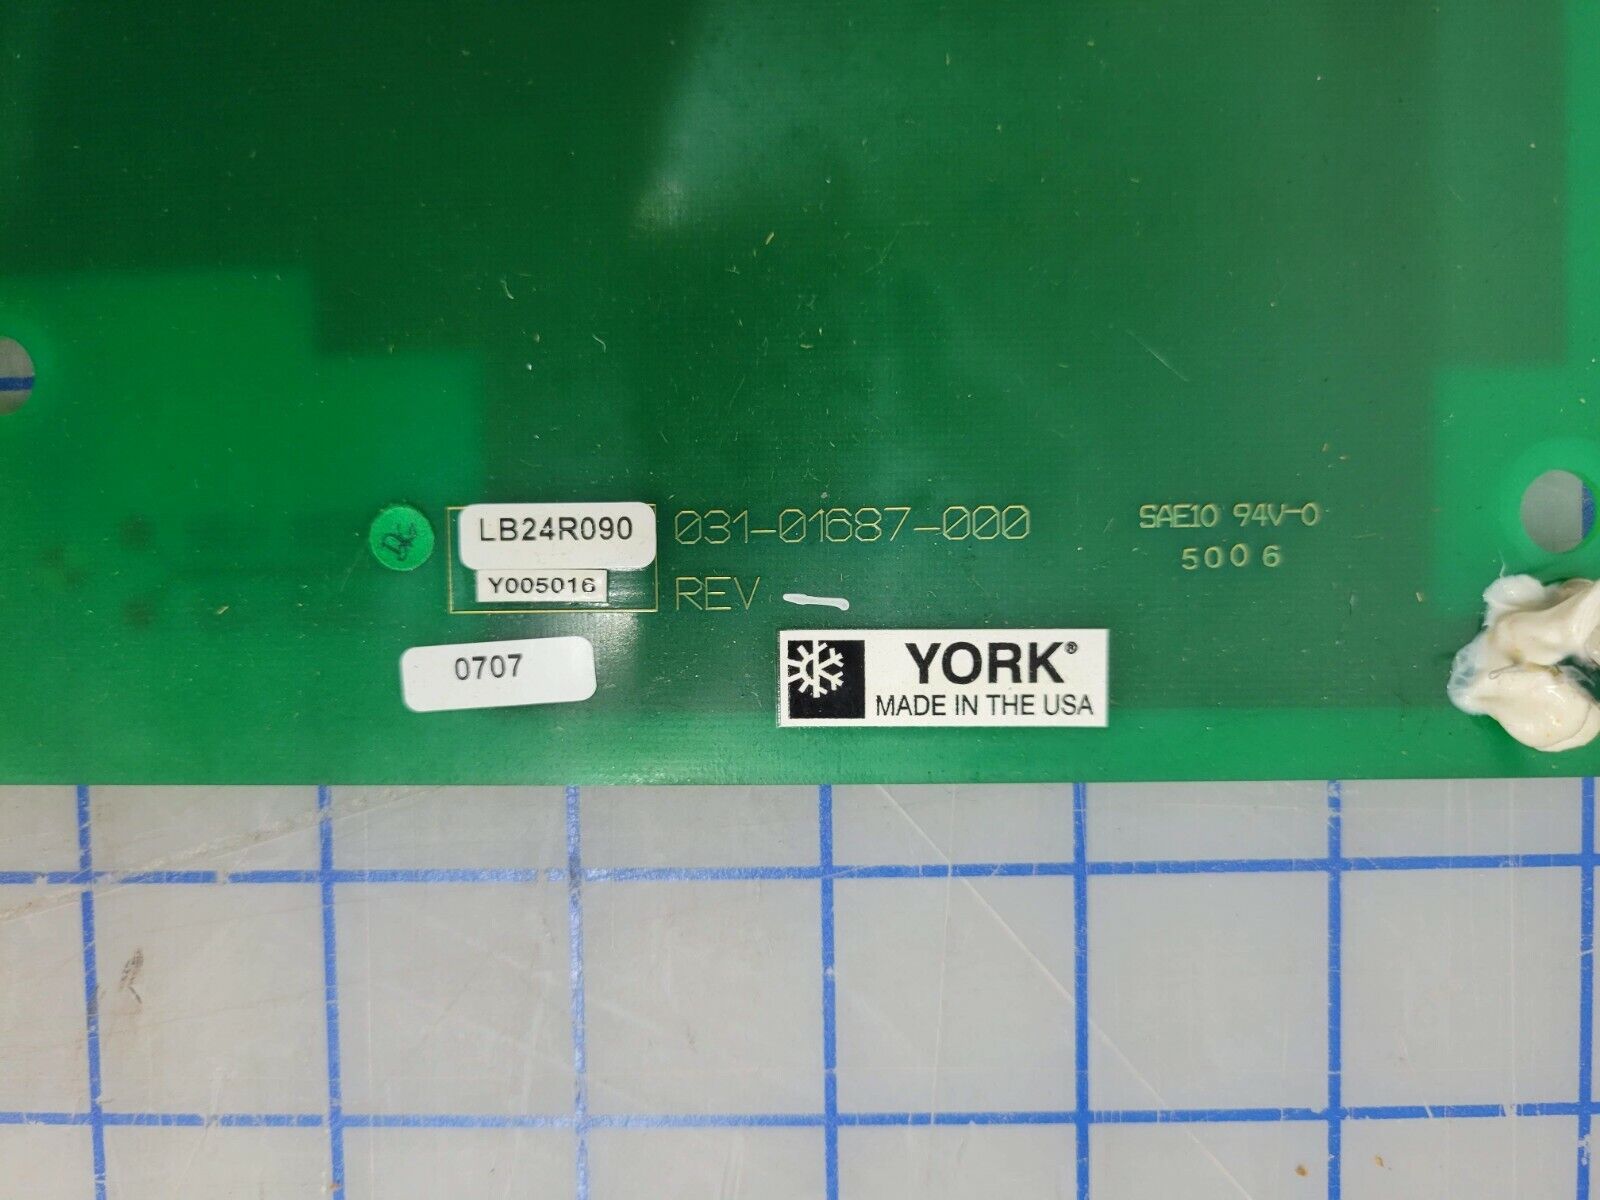 LB24R090
031-01687-000
SAE10 94V-0
5006
Y005016
REV
0707
YORK®
MADE IN THE USA